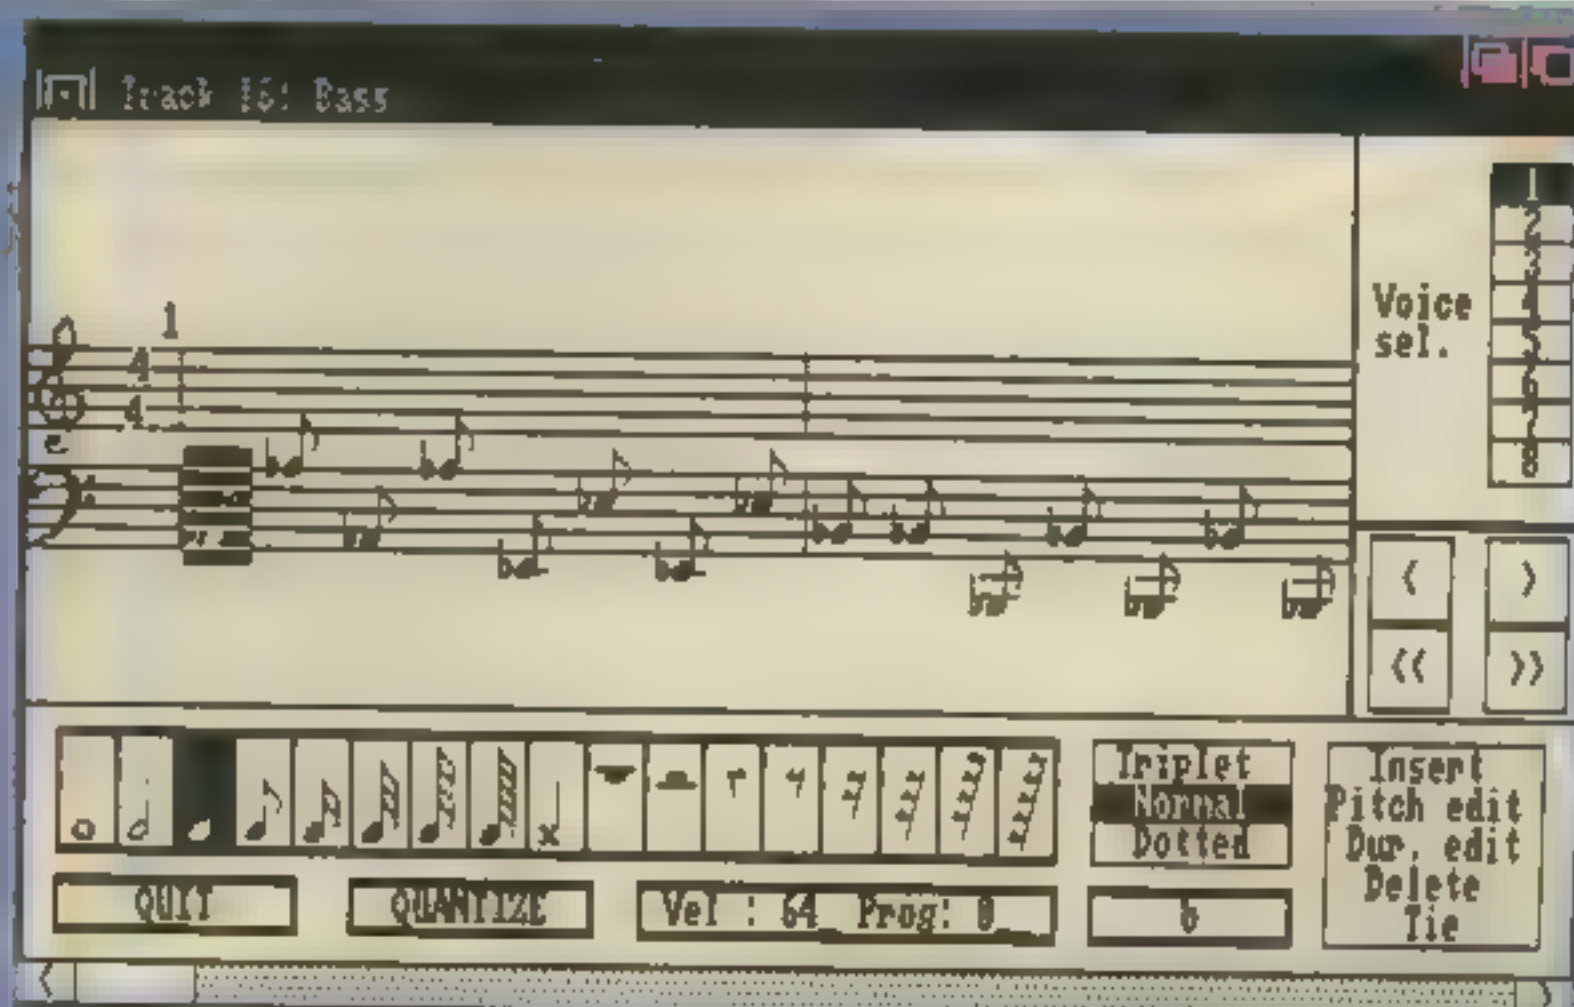 Track 16: Bass
1
4
4
Voice
sel.
1
2
3
4
5
6
7
8
<
>
<<
>>
Triplet
Normal
Dotted
Insert
Pitch edit
Dur. edit
Delete
Tie
QUIT
QUANTIZE
Vel : 64 Prog: 0
b
<